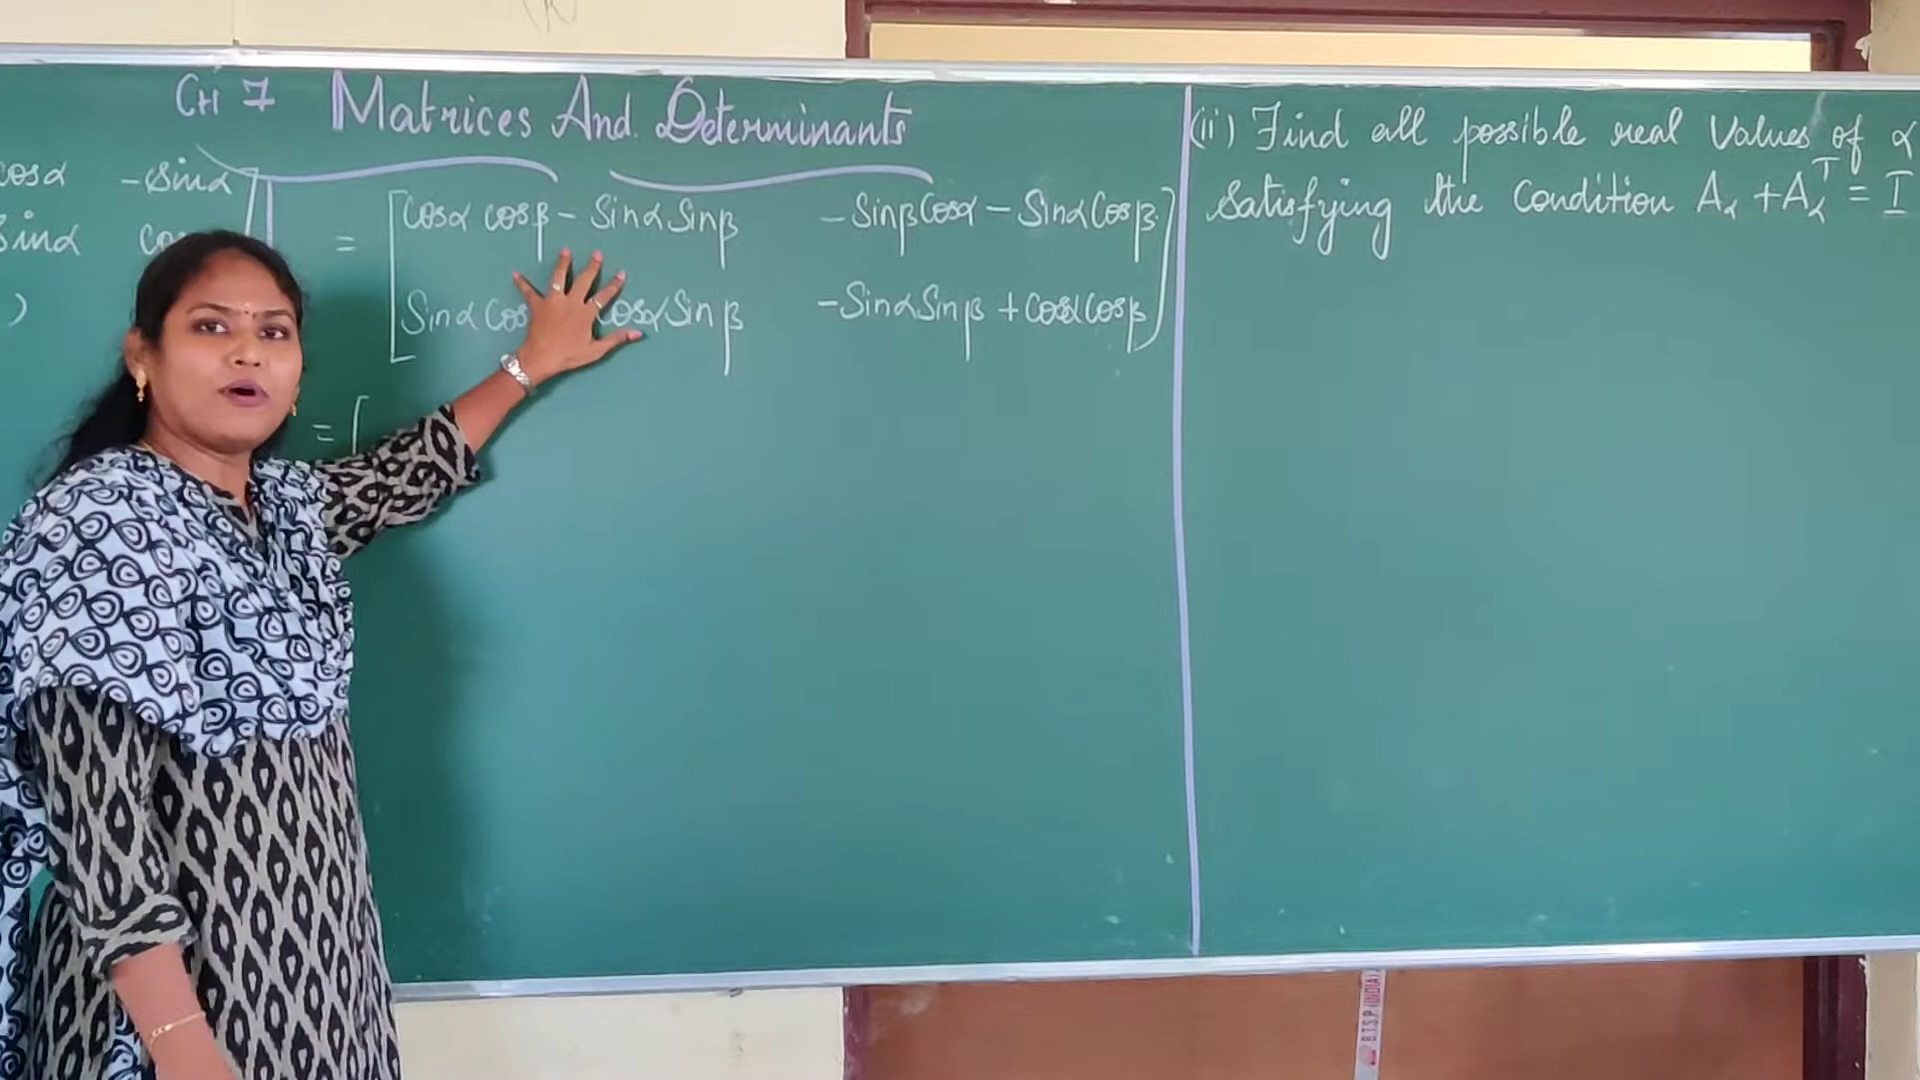 CH 7 Matrices And Determinants
cosα -sinα
sinα
)
= [ cosα cosβ - Sinα Sinβ -Sinβ Cosα - Sinα Cosβ ]
[ Sinα Cos cosα Sinβ -Sinα Sinβ + cosα cosβ ]
= [
(ii) Find all possible real Values of α
satisfying the condition Aα + Aα^T = I
B.T.S.P. (INDIA)